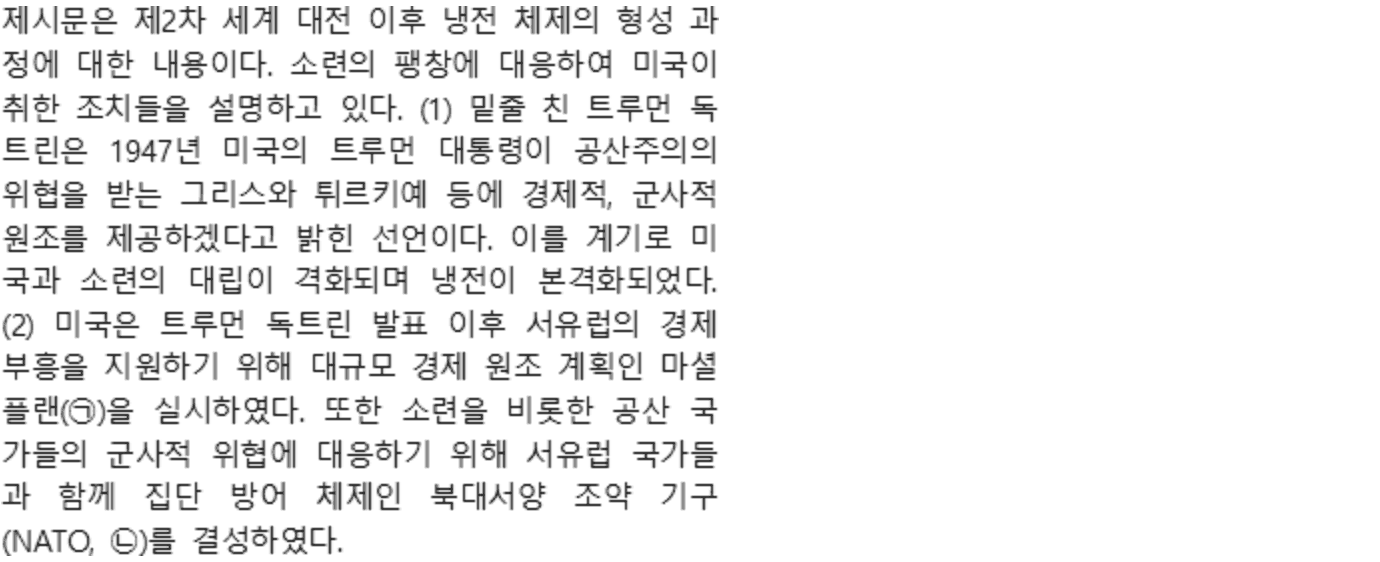 제시문은 제2차 세계 대전 이후 냉전 체제의 형성 과
정에 대한 내용이다. 소련의 팽창에 대응하여 미국이
취한 조치들을 설명하고 있다. (1) 밑줄 친 트루먼 독
트린은 1947년 미국의 트루먼 대통령이 공산주의의
위협을 받는 그리스와 튀르키예 등에 경제적, 군사적
원조를 제공하겠다고 밝힌 선언이다. 이를 계기로 미
국과 소련의 대립이 격화되며 냉전이 본격화되었다.
(2) 미국은 트루먼 독트린 발표 이후 서유럽의 경제
부흥을 지원하기 위해 대규모 경제 원조 계획인 마셜
플랜(㉠)을 실시하였다. 또한 소련을 비롯한 공산 국
가들의 군사적 위협에 대응하기 위해 서유럽 국가들
과 함께 집단 방어 체제인 북대서양 조약 기구
(NATO, ㉡)를 결성하였다.